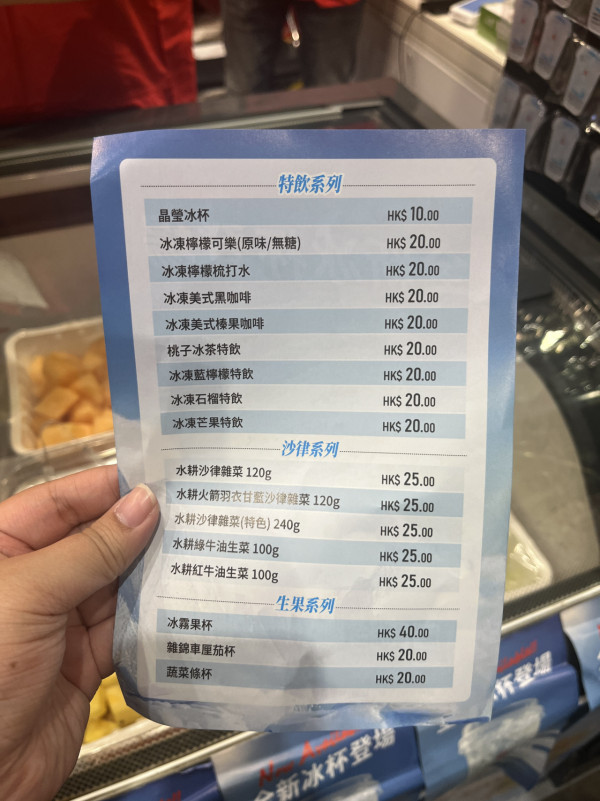 特飲系列
晶瑩冰杯 HK$ 10.00
冰凍檸檬可樂(原味/無糖) HK$ 20.00
冰凍檸檬梳打水 HK$ 20.00
冰凍美式黑咖啡 HK$ 20.00
冰凍美式榛果咖啡 HK$ 20.00
桃子冰茶特飲 HK$ 20.00
冰凍藍檸檬特飲 HK$ 20.00
冰凍石榴特飲 HK$ 20.00
冰凍芒果特飲 HK$ 20.00
沙律系列
水耕沙律雜菜 120g HK$ 25.00
水耕火箭羽衣甘藍沙律雜菜 120g HK$ 25.00
水耕沙律雜菜(特色) 240g HK$ 25.00
水耕綠牛油生菜 100g HK$ 25.00
水耕紅牛油生菜 100g HK$ 25.00
生果系列
冰霧果杯 HK$ 40.00
雜錦車厘茄杯 HK$ 20.00
蔬菜條杯 HK$ 20.00
New
全新冰杯登場
杯登場